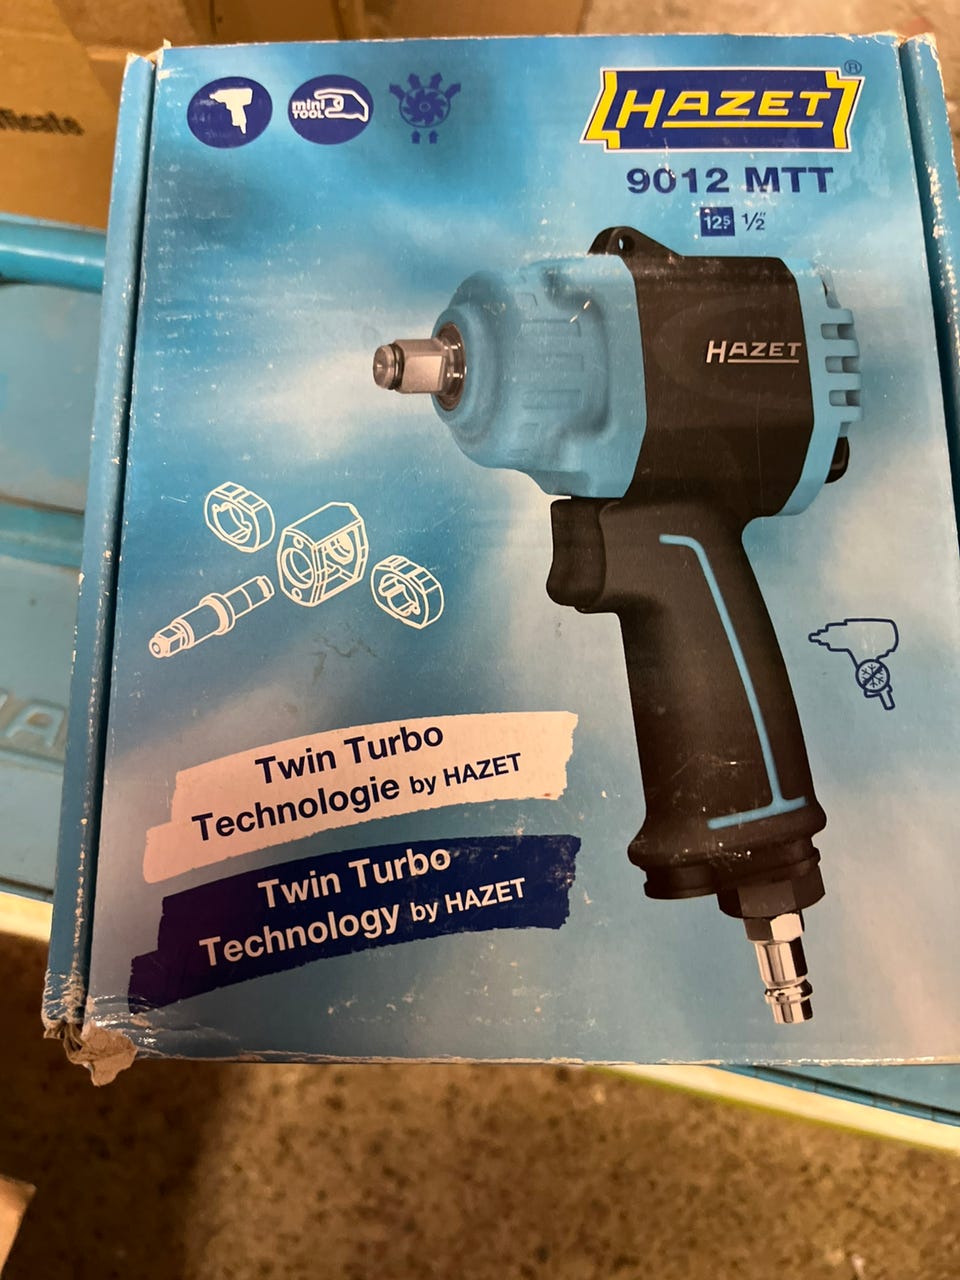 mini
TOOL
HAZET®
9012 MTT
12,5 1/2"
HAZET
Twin Turbo
Technologie by HAZET
Twin Turbo
Technology by HAZET